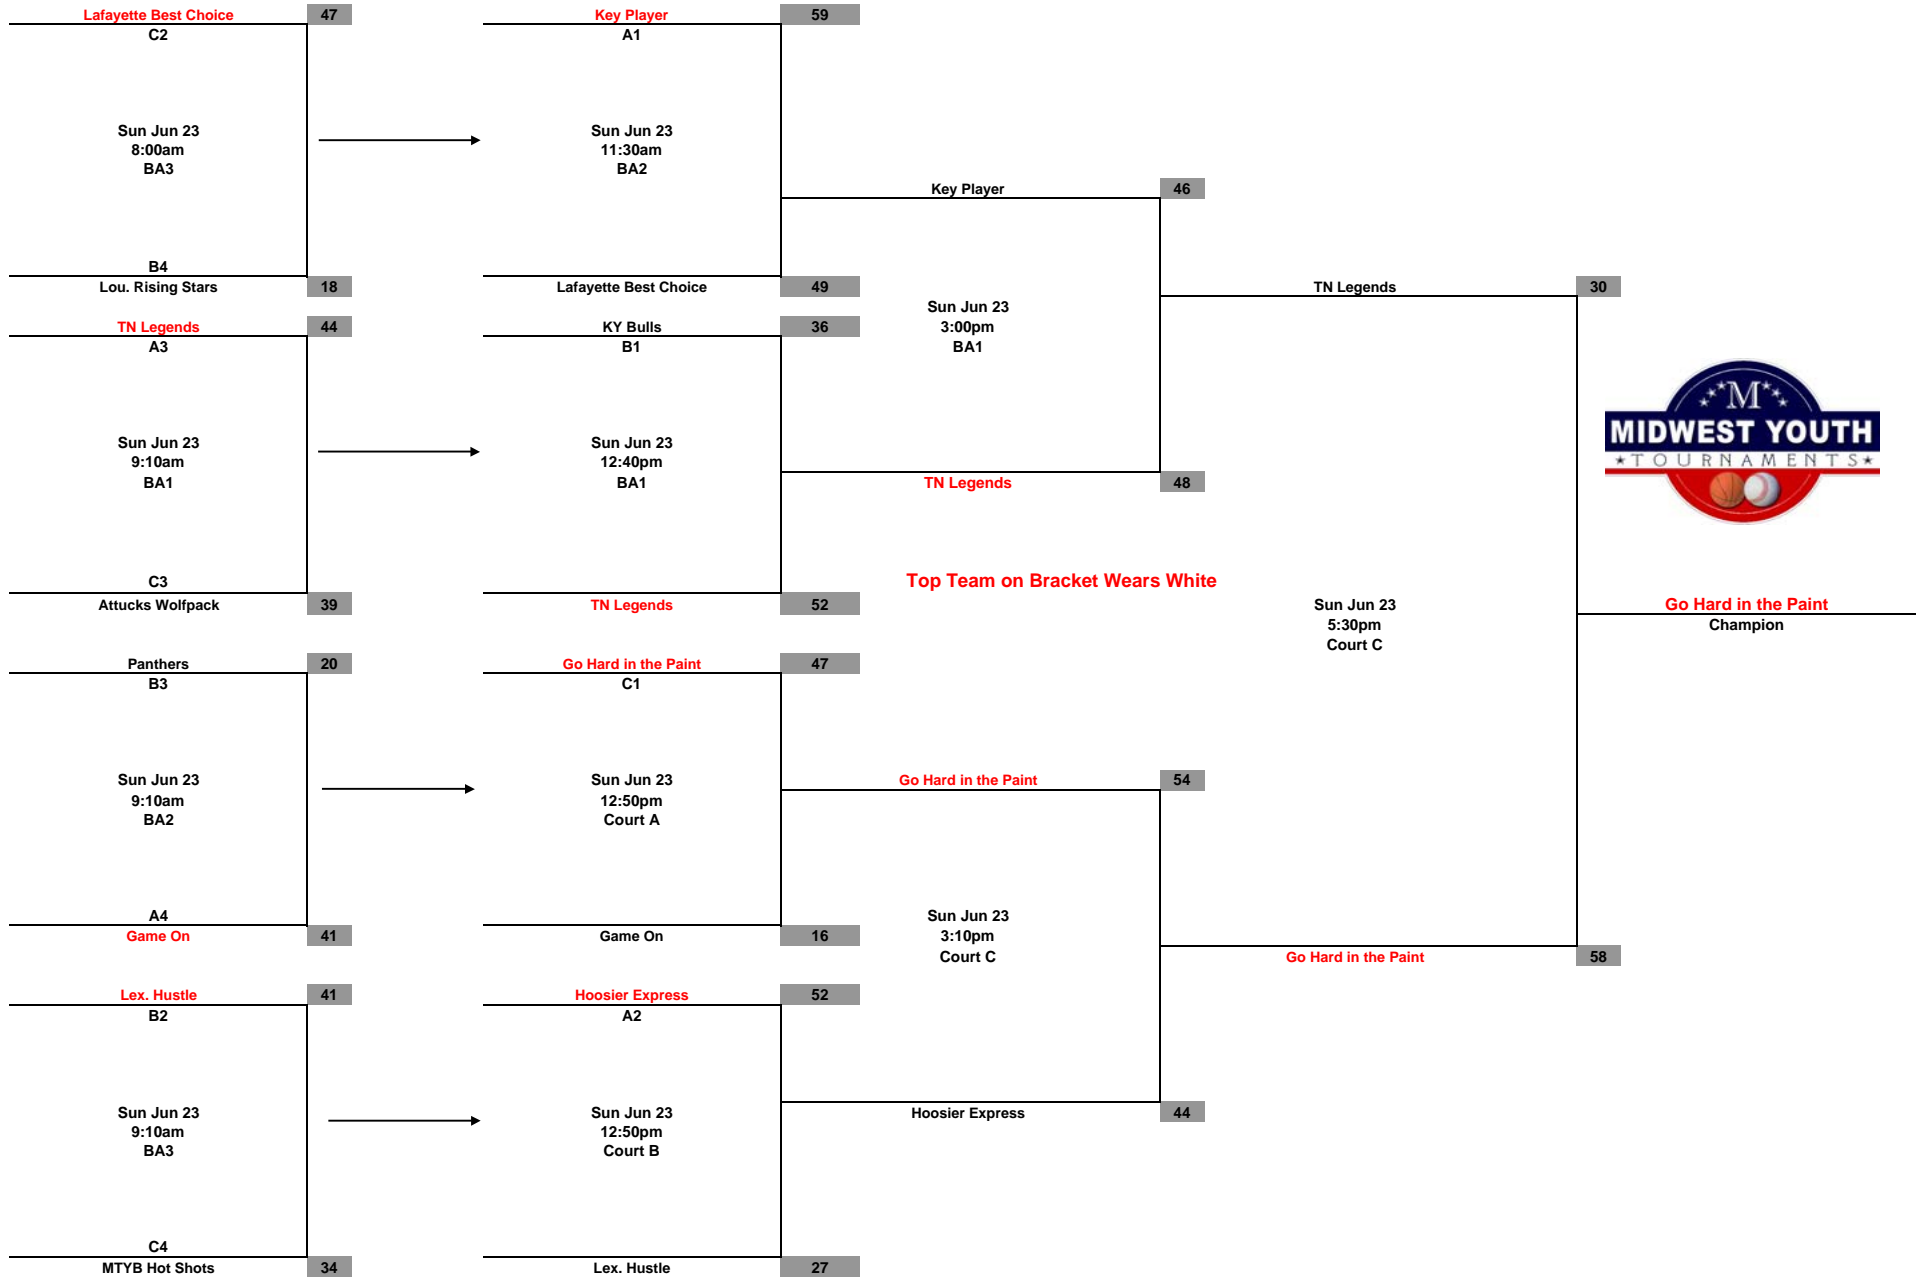 Lafayette Best Choice 47
C2
Sun Jun 23
8:00am
BA3
B4
Lou. Rising Stars 18
TN Legends 44
A3
Sun Jun 23
9:10am
BA1
C3
Attucks Wolfpack 39
Panthers 20
B3
Sun Jun 23
9:10am
BA2
A4
Game On 41
Lex. Hustle 41
B2
Sun Jun 23
9:10am
BA3
C4
MTYB Hot Shots 34
Key Player 59
A1
Sun Jun 23
11:30am
BA2
Lafayette Best Choice 49
KY Bulls 36
B1
Sun Jun 23
12:40pm
BA1
TN Legends 52
Go Hard in the Paint 47
C1
Sun Jun 23
12:50pm
Court A
Game On 16
Hoosier Express 52
A2
Sun Jun 23
12:50pm
Court B
Lex. Hustle 27
Key Player 46
Sun Jun 23
3:00pm
BA1
TN Legends 48
Top Team on Bracket Wears White
Go Hard in the Paint 54
Sun Jun 23
3:10pm
Court C
Hoosier Express 44
TN Legends 30
Sun Jun 23
5:30pm
Court C
Go Hard in the Paint 58
M
MIDWEST YOUTH
TOURNAMENTS
Go Hard in the Paint
Champion